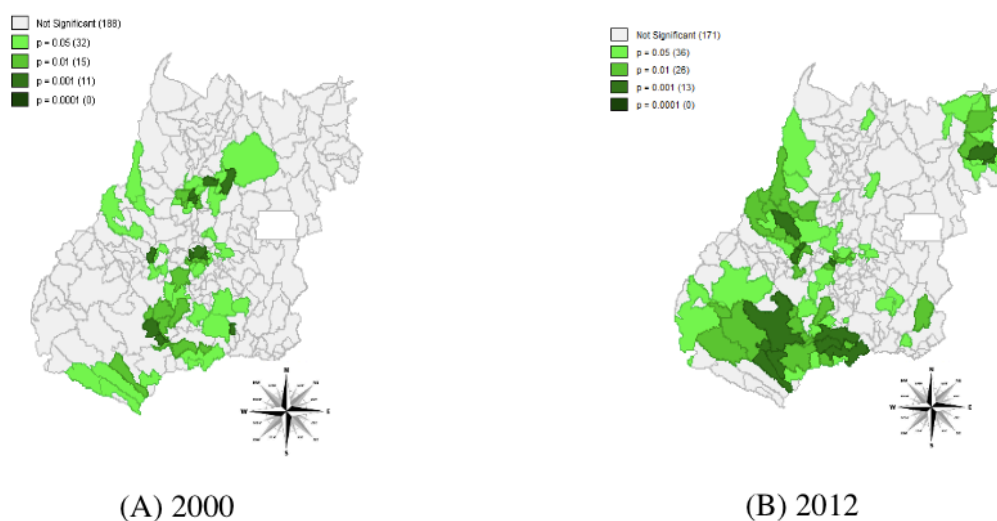 Not Significant (188)
p = 0.05 (32)
p = 0.01 (15)
p = 0.001 (11)
p = 0.0001 (0)
N
W
E
S
(A) 2000
Not Significant (171)
p = 0.05 (36)
p = 0.01 (26)
p = 0.001 (13)
p = 0.0001 (0)
N
W
E
S
(B) 2012